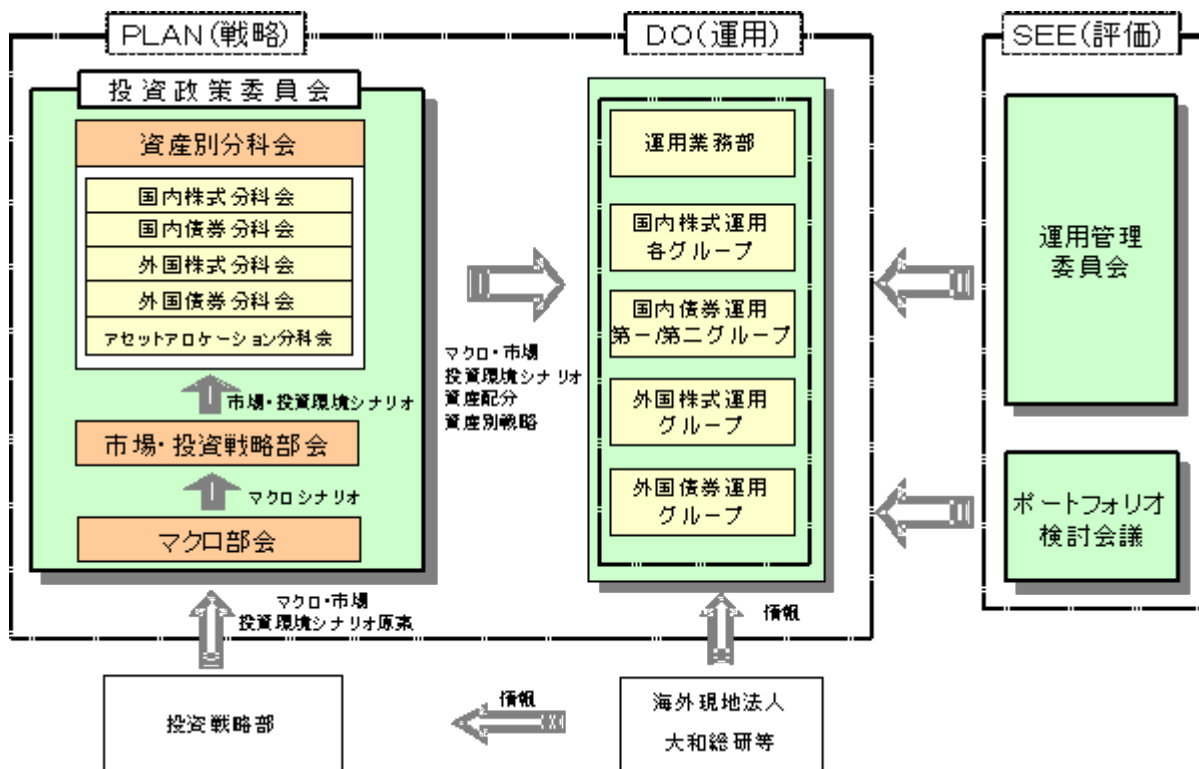 PLAN(戦略)
投資政策委員会
資産別分科会
国内株式分科会
国内債券分科会
外国株式分科会
外国債券分科会
アセットアロケーション分科会
市場・投資環境シナリオ
市場・投資戦略部会
マクロシナリオ
マクロ部会
マクロ・市場
投資環境シナリオ原案
投資戦略部
マクロ・市場
投資環境シナリオ
資産配分
資産別戦略
DO(運用)
運用業務部
国内株式運用
各グループ
国内債券運用
第一/第二グループ
外国株式運用
グループ
外国債券運用
グループ
情報
情報
海外現地法人
大和総研等
SEE(評価)
運用管理
委員会
ポートフォリオ
検討会議